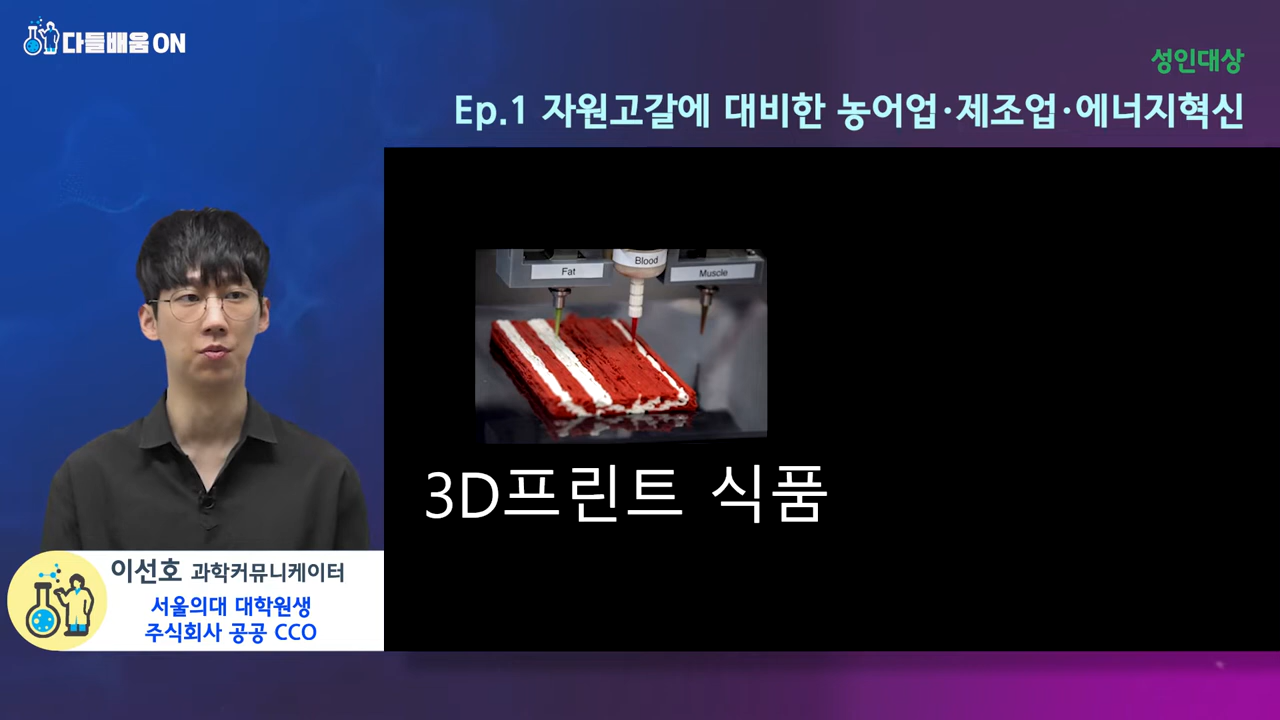 다들배움 ON
성인대상
Ep.1 자원고갈에 대비한 농어업·제조업·에너지혁신
Fat
Blood
Muscle
3D프린트 식품
이선호 과학커뮤니케이터
서울의대 대학원생
주식회사 공공 CCO